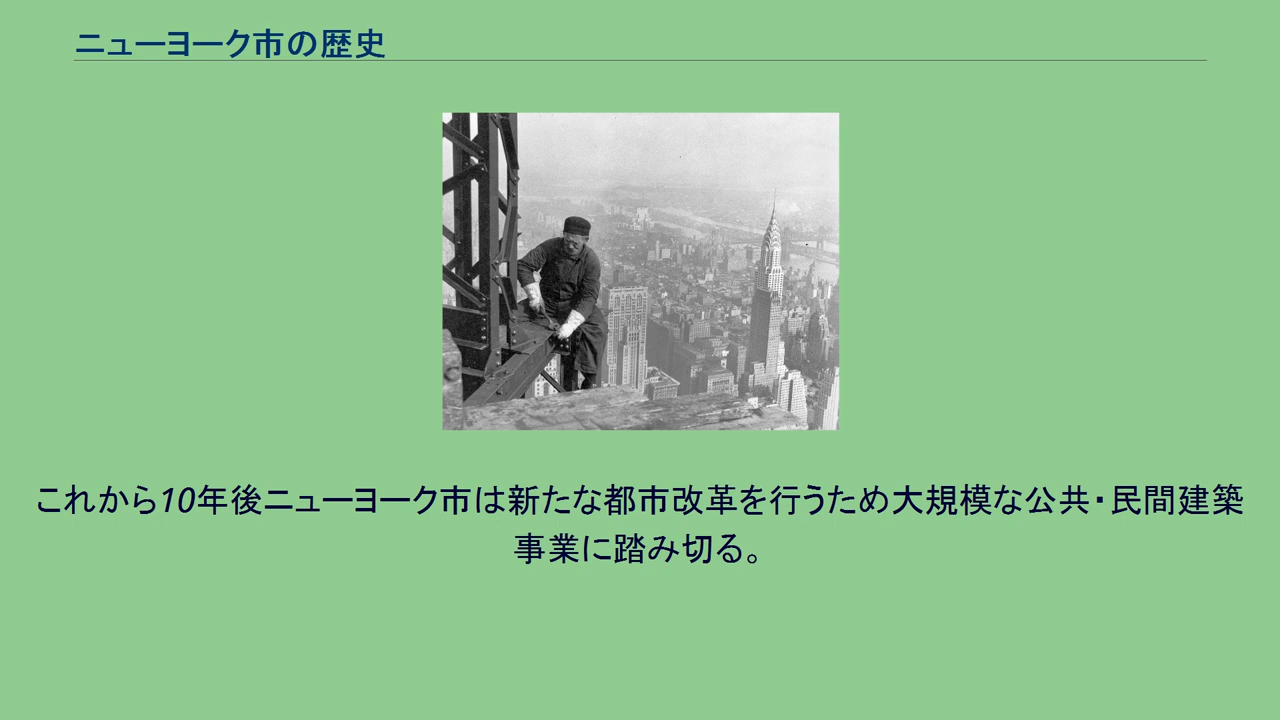 ニューヨーク市の歴史
これから10年後ニューヨーク市は新たな都市改革を行うため大規模な公共・民間建築
事業に踏み切る。